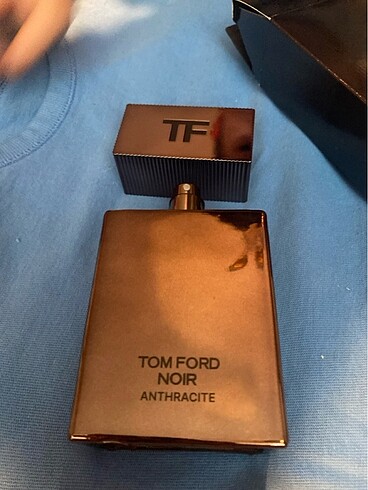 TF
TOM FORD
NOIR
ANTHRACITE